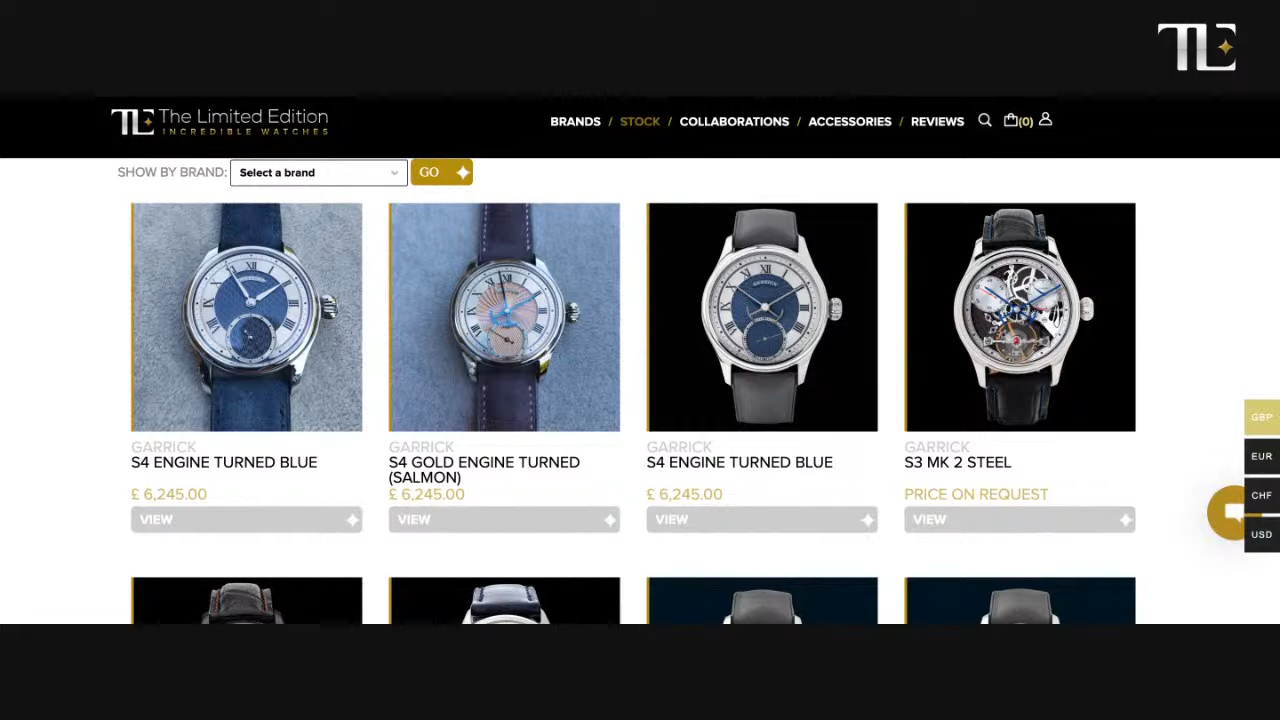 TLE
TLE The Limited Edition
INCREDIBLE WATCHES
BRANDS / STOCK / COLLABORATIONS / ACCESSORIES / REVIEWS (0)
SHOW BY BRAND: Select a brand GO
GARRICK
S4 ENGINE TURNED BLUE
£ 6,245.00
VIEW
GARRICK
S4 GOLD ENGINE TURNED
(SALMON)
£ 6,245.00
VIEW
GARRICK
S4 ENGINE TURNED BLUE
£ 6,245.00
VIEW
GARRICK
S3 MK 2 STEEL
PRICE ON REQUEST
VIEW
GBP
EUR
CHF
USD